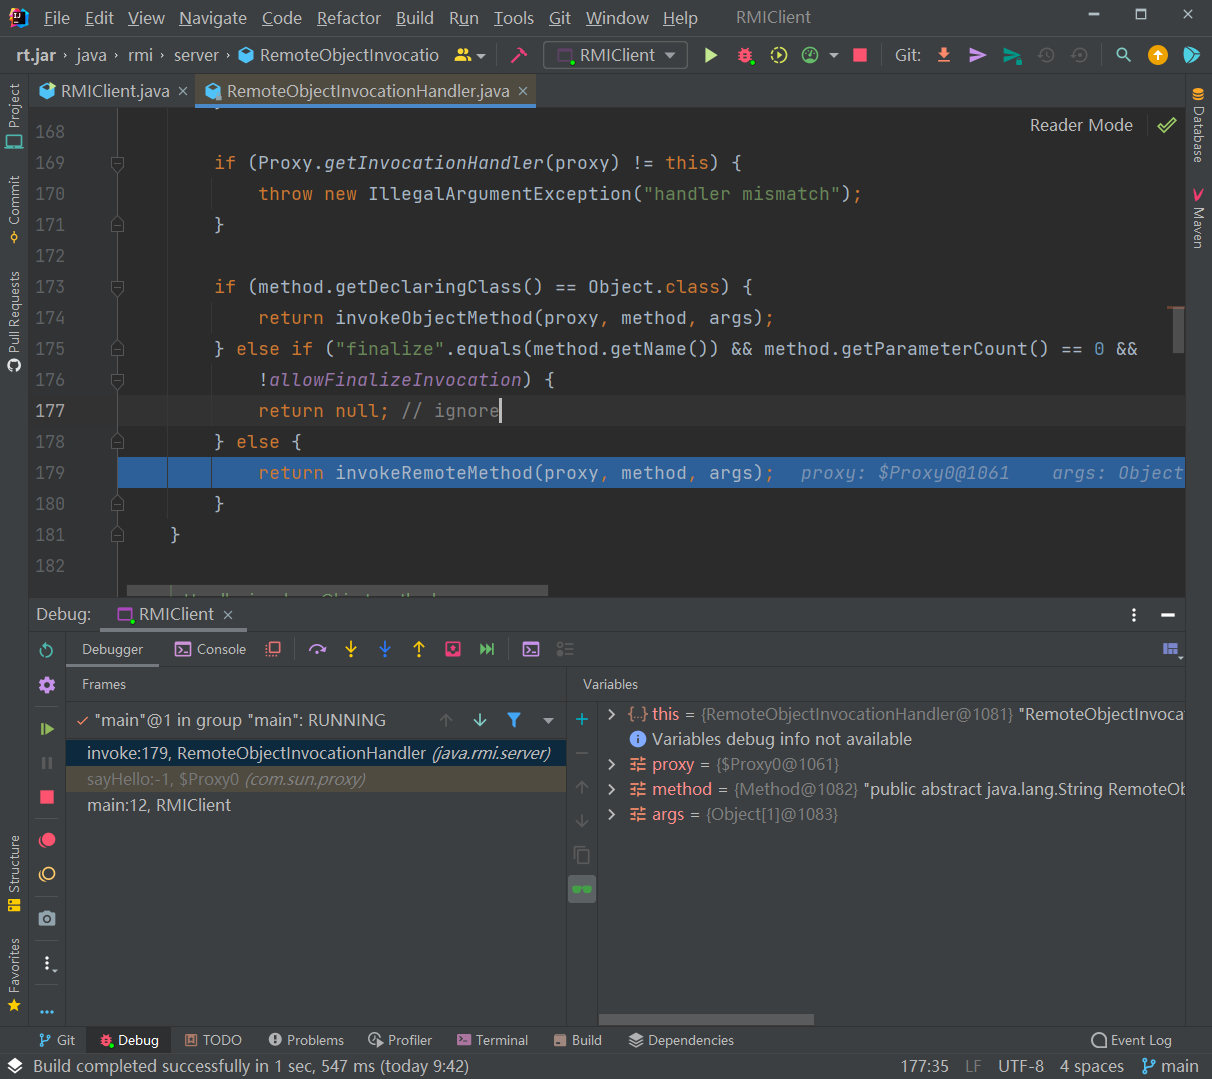 File Edit View Navigate Code Refactor Build Run Tools Git Window Help RMIClient
rt.jar java rmi server RemoteObjectInvocatio RMIClient Git:
RMIClient.java RemoteObjectInvocationHandler.java
Reader Mode
168
169 if (Proxy.getInvocationHandler(proxy) != this) {
170 throw new IllegalArgumentException("handler mismatch");
171 }
172
173 if (method.getDeclaringClass() == Object.class) {
174 return invokeObjectMethod(proxy, method, args);
175 } else if ("finalize".equals(method.getName()) && method.getParameterCount() == 0 &&
176 !allowFinalizeInvocation) {
177 return null; // ignore
178 } else {
179 return invokeRemoteMethod(proxy, method, args); proxy: $Proxy0@1061 args: Object
180 }
181 }
182
Project
Commit
Pull Requests
Structure
Favorites
Database
Maven
Debug: RMIClient
Debugger Console
Frames
"main"@1 in group "main": RUNNING
invoke:179, RemoteObjectInvocationHandler (java.rmi.server)
sayHello:-1, $Proxy0 (com.sun.proxy)
main:12, RMIClient
Variables
this = {RemoteObjectInvocationHandler@1081} "RemoteObjectInvocat
Variables debug info not available
proxy = {$Proxy0@1061}
method = {Method@1082} "public abstract java.lang.String RemoteOb
args = {Object[1]@1083}
Git Debug TODO Problems Profiler Terminal Build Dependencies Event Log
Build completed successfully in 1 sec, 547 ms (today 9:42) 177:35 LF UTF-8 4 spaces main